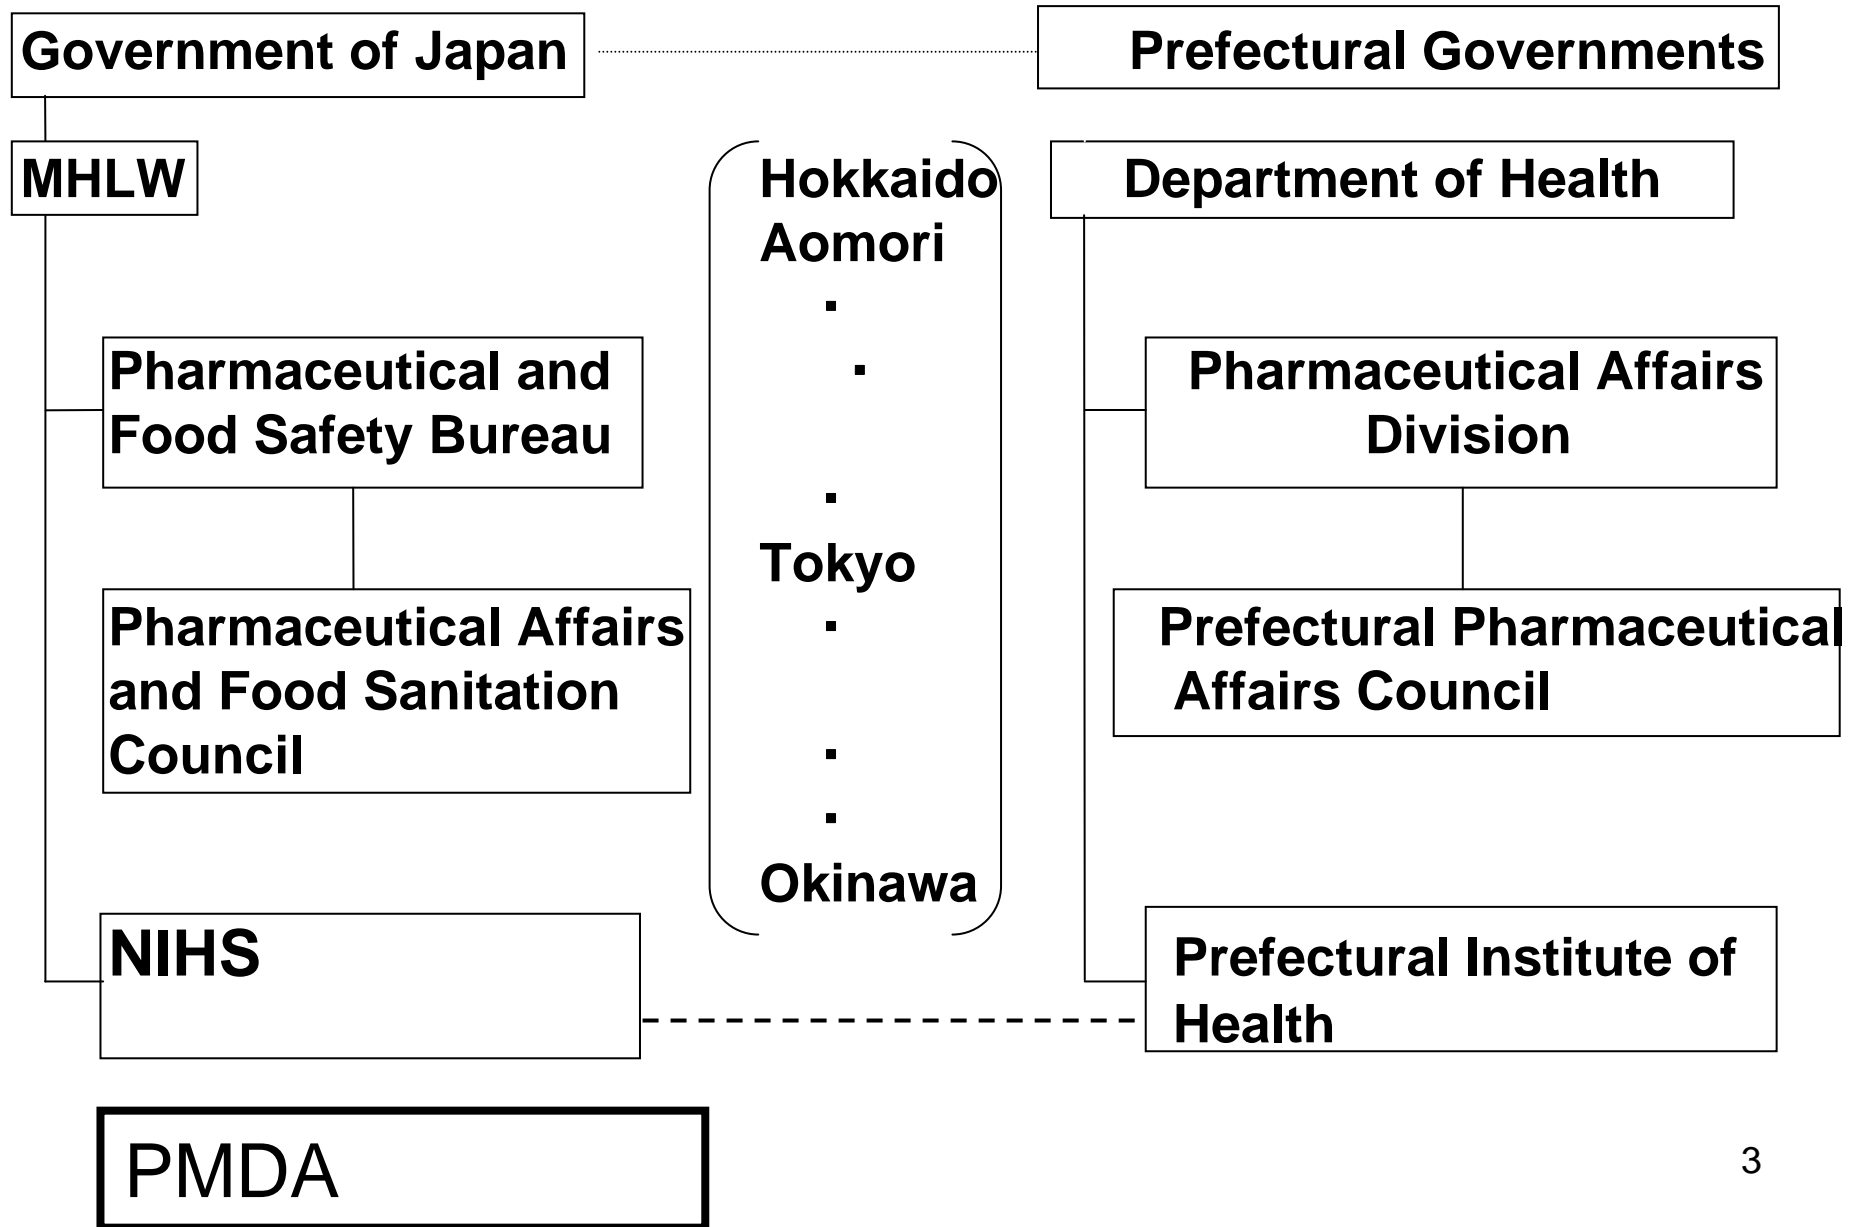 Government of Japan
Prefectural Governments
MHLW
Hokkaido
Aomori
Tokyo
Okinawa
Department of Health
Pharmaceutical and
Food Safety Bureau
Pharmaceutical Affairs
Division
Pharmaceutical Affairs
and Food Sanitation
Council
Prefectural Pharmaceutical
Affairs Council
NIHS
Prefectural Institute of
Health
PMDA
3